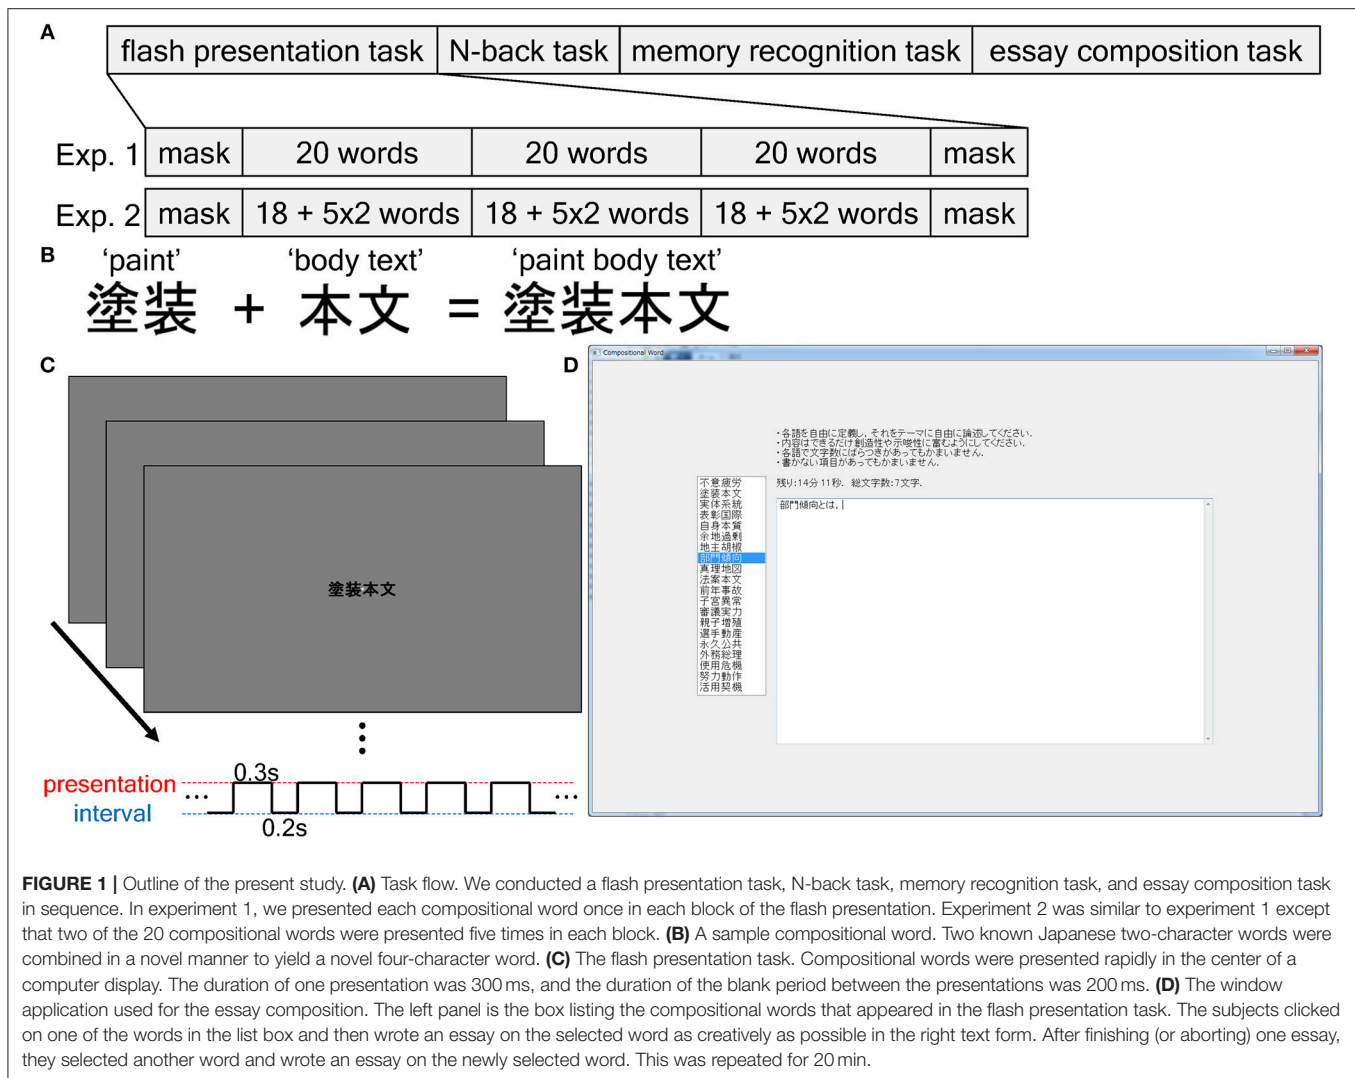 A
flash presentation task N-back task memory recognition task essay composition task
Exp. 1 mask 20 words 20 words 20 words mask
Exp. 2 mask 18 + 5x2 words 18 + 5x2 words 18 + 5x2 words mask
B
‘paint’ ‘body text’ ‘paint body text’
塗装 + 本文 = 塗装本文
C
塗装本文
0.3s
presentation ... ...
interval
0.2s
D
Compositional Word
・各語を自由に定義し、それをテーマに自由に論述してください.
・内容はできるだけ創造性や示唆性に富むようにしてください.
・各語で文字数にばらつきがあってもかまいません.
・書かない項目があってもかまいません.
残り:14分 11秒. 総文字数:7文字.
不意疲労
塗装本文
実体系統
表彰国際
自身本質
余地過剰
地主胡椒
部門傾向
真理地図
法案本文
前年事故
子宮異常
審議実力
親子増殖
選手動産
永久公共
外務総理
使用危機
努力動作
活用契機
部門傾向とは,
FIGURE 1 | Outline of the present study. (A) Task flow. We conducted a flash presentation task, N-back task, memory recognition task, and essay composition task
in sequence. In experiment 1, we presented each compositional word once in each block of the flash presentation. Experiment 2 was similar to experiment 1 except
that two of the 20 compositional words were presented five times in each block. (B) A sample compositional word. Two known Japanese two-character words were
combined in a novel manner to yield a novel four-character word. (C) The flash presentation task. Compositional words were presented rapidly in the center of a
computer display. The duration of one presentation was 300 ms, and the duration of the blank period between the presentations was 200 ms. (D) The window
application used for the essay composition. The left panel is the box listing the compositional words that appeared in the flash presentation task. The subjects clicked
on one of the words in the list box and then wrote an essay on the selected word as creatively as possible in the right text form. After finishing (or aborting) one essay,
they selected another word and wrote an essay on the newly selected word. This was repeated for 20 min.